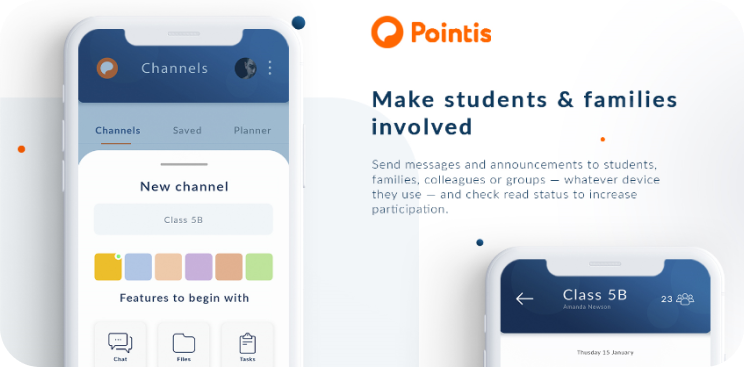 Channels
Channels Saved Planner
New channel
Class 5B
Features to begin with
Chat Files Tasks
Pointis
Make students & families
involved
Send messages and announcements to students,
families, colleagues or groups — whatever device
they use — and check read status to increase
participation.
Class 5B
Amanda Newson
23
Thusday 15 January